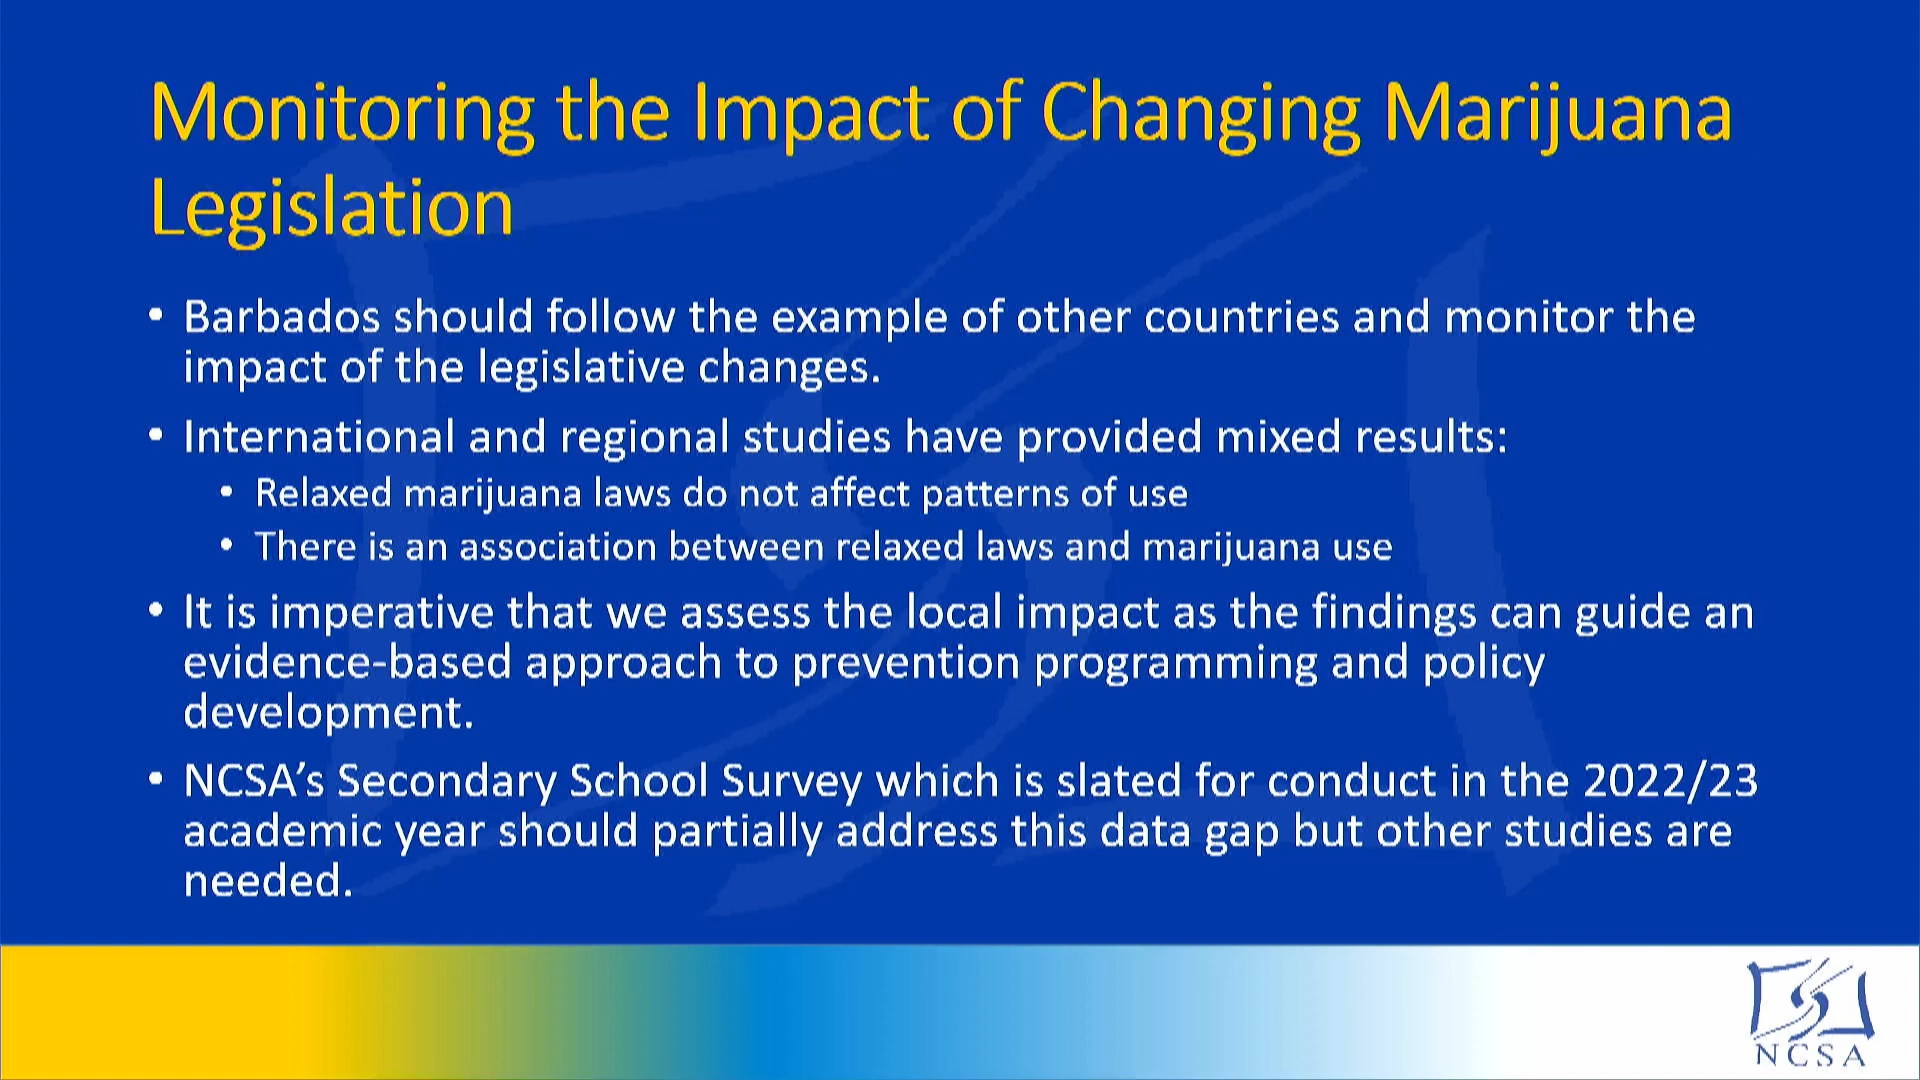 Monitoring the Impact of Changing Marijuana
Legislation
• Barbados should follow the example of other countries and monitor the
impact of the legislative changes.
• International and regional studies have provided mixed results:
• Relaxed marijuana laws do not affect patterns of use
• There is an association between relaxed laws and marijuana use
• It is imperative that we assess the local impact as the findings can guide an
evidence-based approach to prevention programming and policy
development.
• NCSA’s Secondary School Survey which is slated for conduct in the 2022/23
academic year should partially address this data gap but other studies are
needed.
NCSA